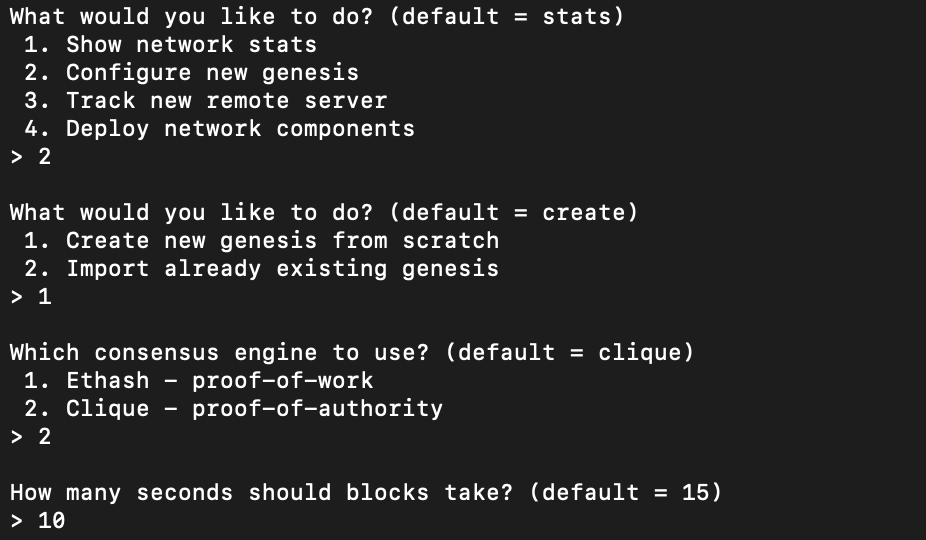 What would you like to do? (default = stats)
 1. Show network stats
 2. Configure new genesis
 3. Track new remote server
 4. Deploy network components
> 2
What would you like to do? (default = create)
 1. Create new genesis from scratch
 2. Import already existing genesis
> 1
Which consensus engine to use? (default = clique)
 1. Ethash - proof-of-work
 2. Clique - proof-of-authority
> 2
How many seconds should blocks take? (default = 15)
> 10